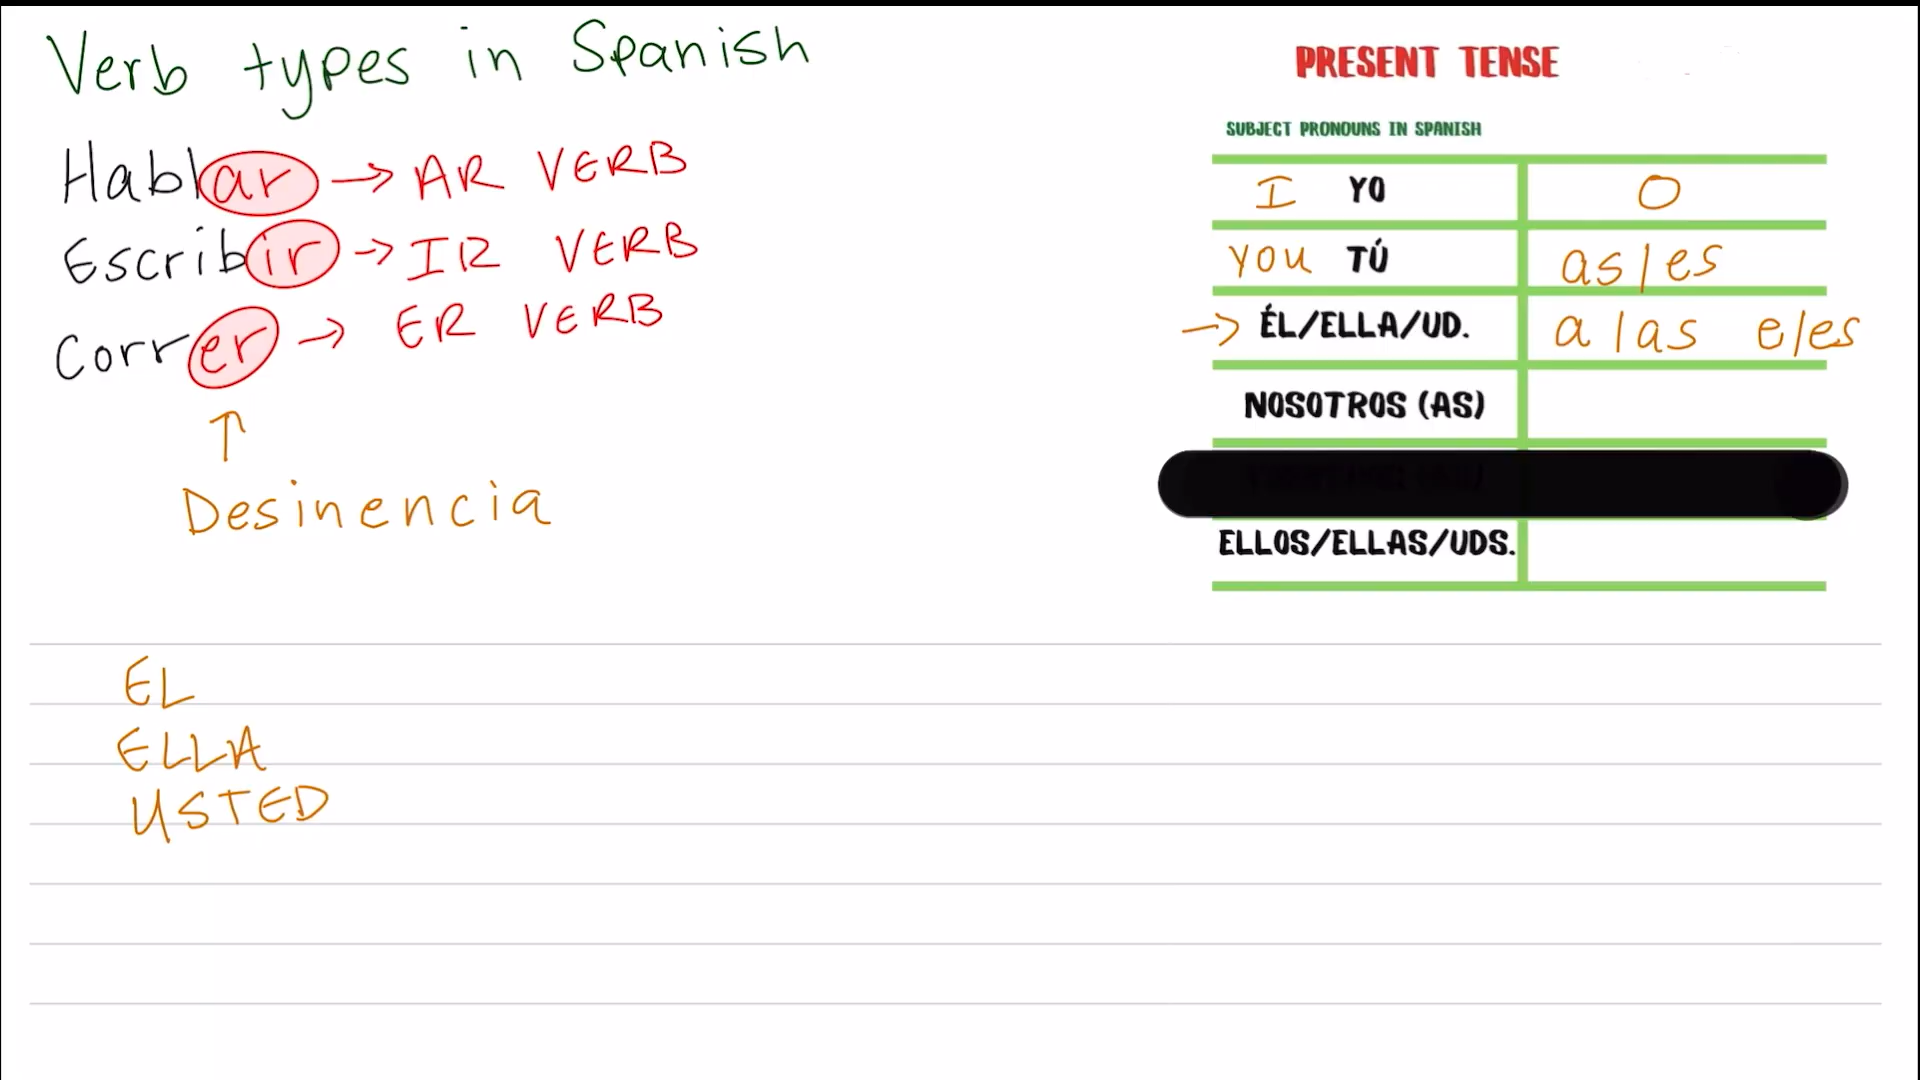 Verb types in Spanish
Hablar → AR VERB
Escribir → IR VERB
Correr → ER VERB
↑
Desinencia
EL
ELLA
USTED
PRESENT TENSE
SUBJECT PRONOUNS IN SPANISH
I YO O
YOU TÚ as/es
→ ÉL/ELLA/UD. a/as e/es
NOSOTROS (AS)
ELLOS/ELLAS/UDS.